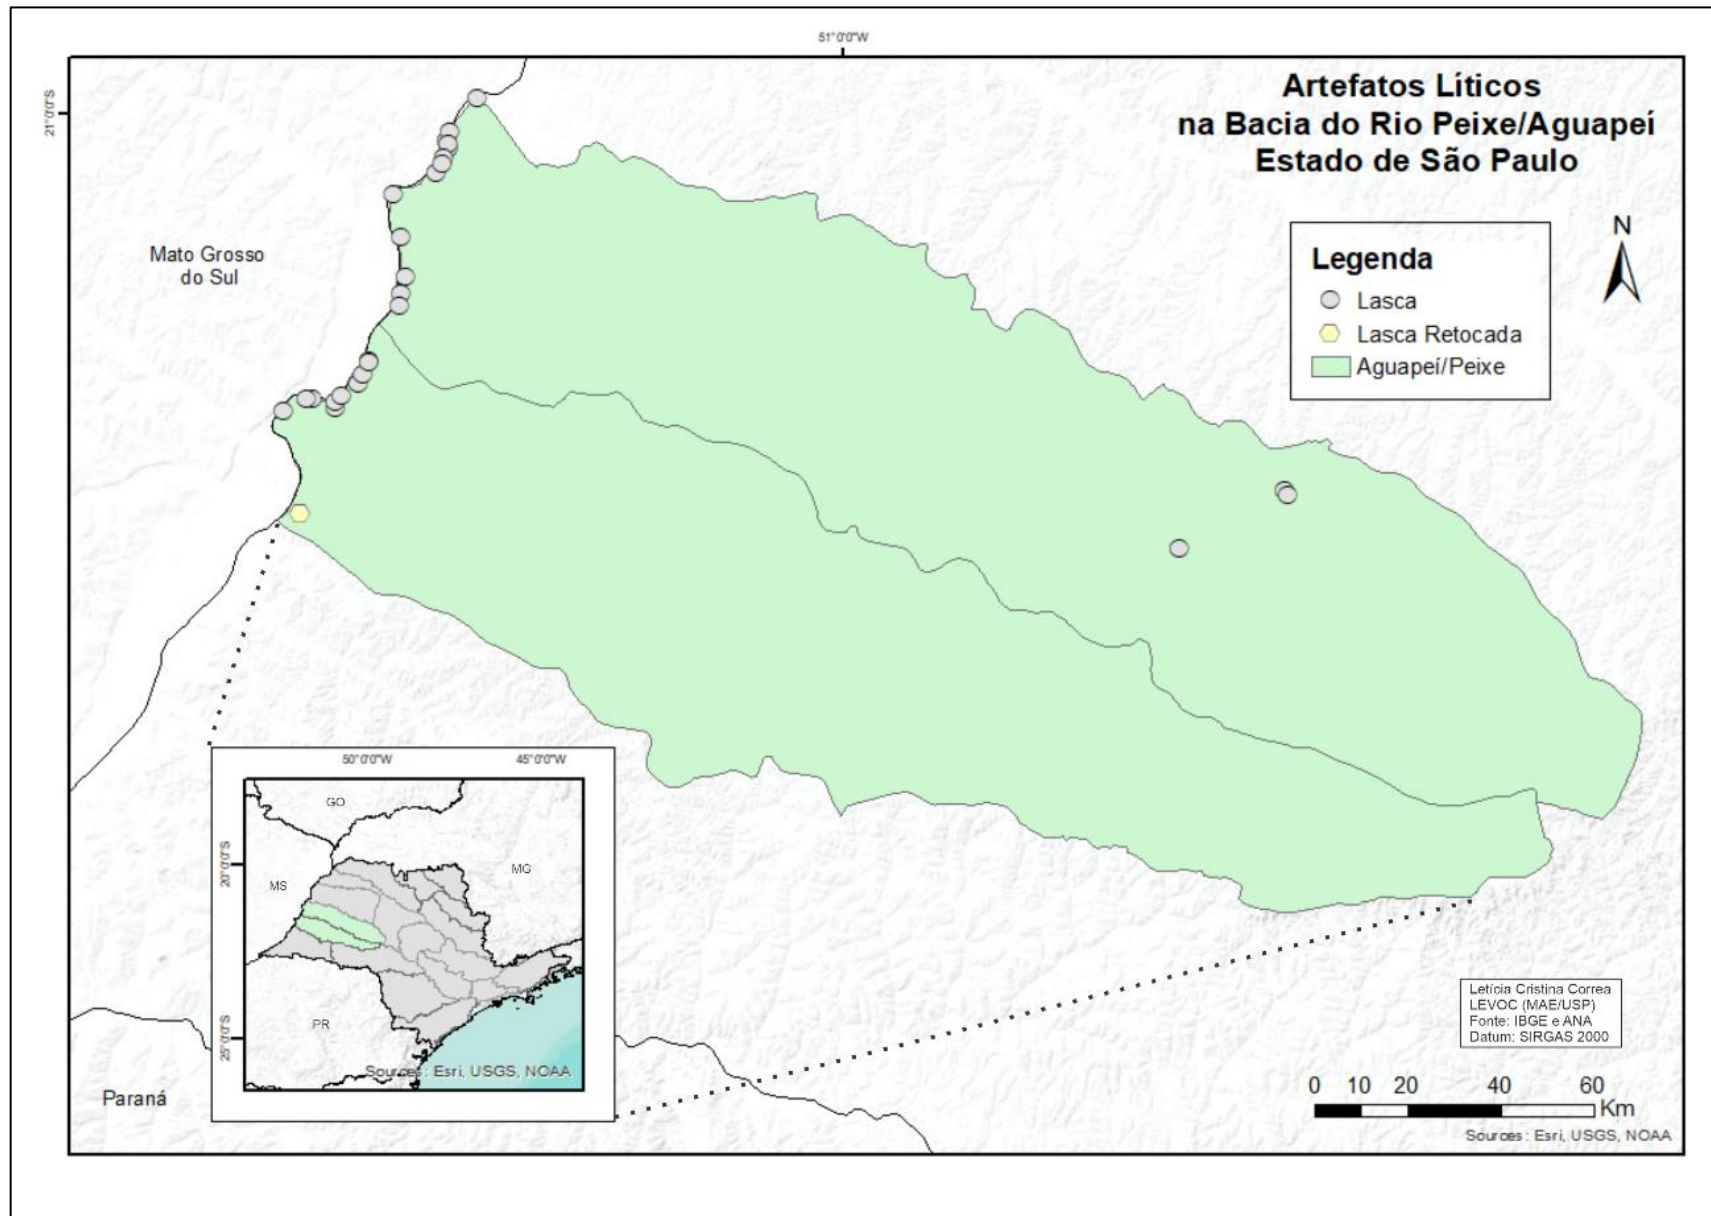 51°0'0"W
Artefatos Líticos
na Bacia do Rio Peixe/Aguapeí
Estado de São Paulo
21°0'0"S
N
Mato Grosso
do Sul
Legenda
Lasca
Lasca Retocada
Aguapeí/Peixe
50°0'0"W
45°0'0"W
GO
MG
20°0'0"S
MS
PR
25°0'0"S
Sources: Esri, USGS, NOAA
Paraná
Letícia Cristina Correa
LEVOC (MAE/USP)
Fonte: IBGE e ANA
Datum: SIRGAS 2000
0 10 20 40 60
Km
Sources: Esri, USGS, NOAA